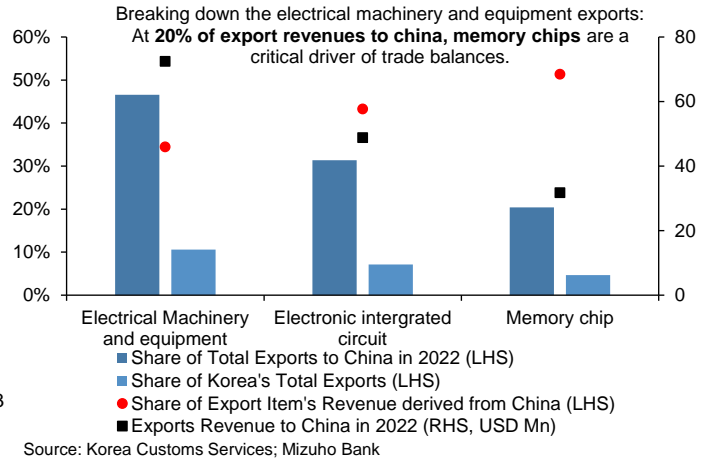 Breaking down the electrical machinery and equipment exports:
At 20% of export revenues to china, memory chips are a
critical driver of trade balances.
60%
50%
40%
30%
20%
10%
0%
80
60
40
20
0
Electrical Machinery
and equipment
Electronic intergrated
circuit
Memory chip
Share of Total Exports to China in 2022 (LHS)
Share of Korea's Total Exports (LHS)
3
Share of Export Item's Revenue derived from China (LHS)
Exports Revenue to China in 2022 (RHS, USD Mn)
Source: Korea Customs Services; Mizuho Bank